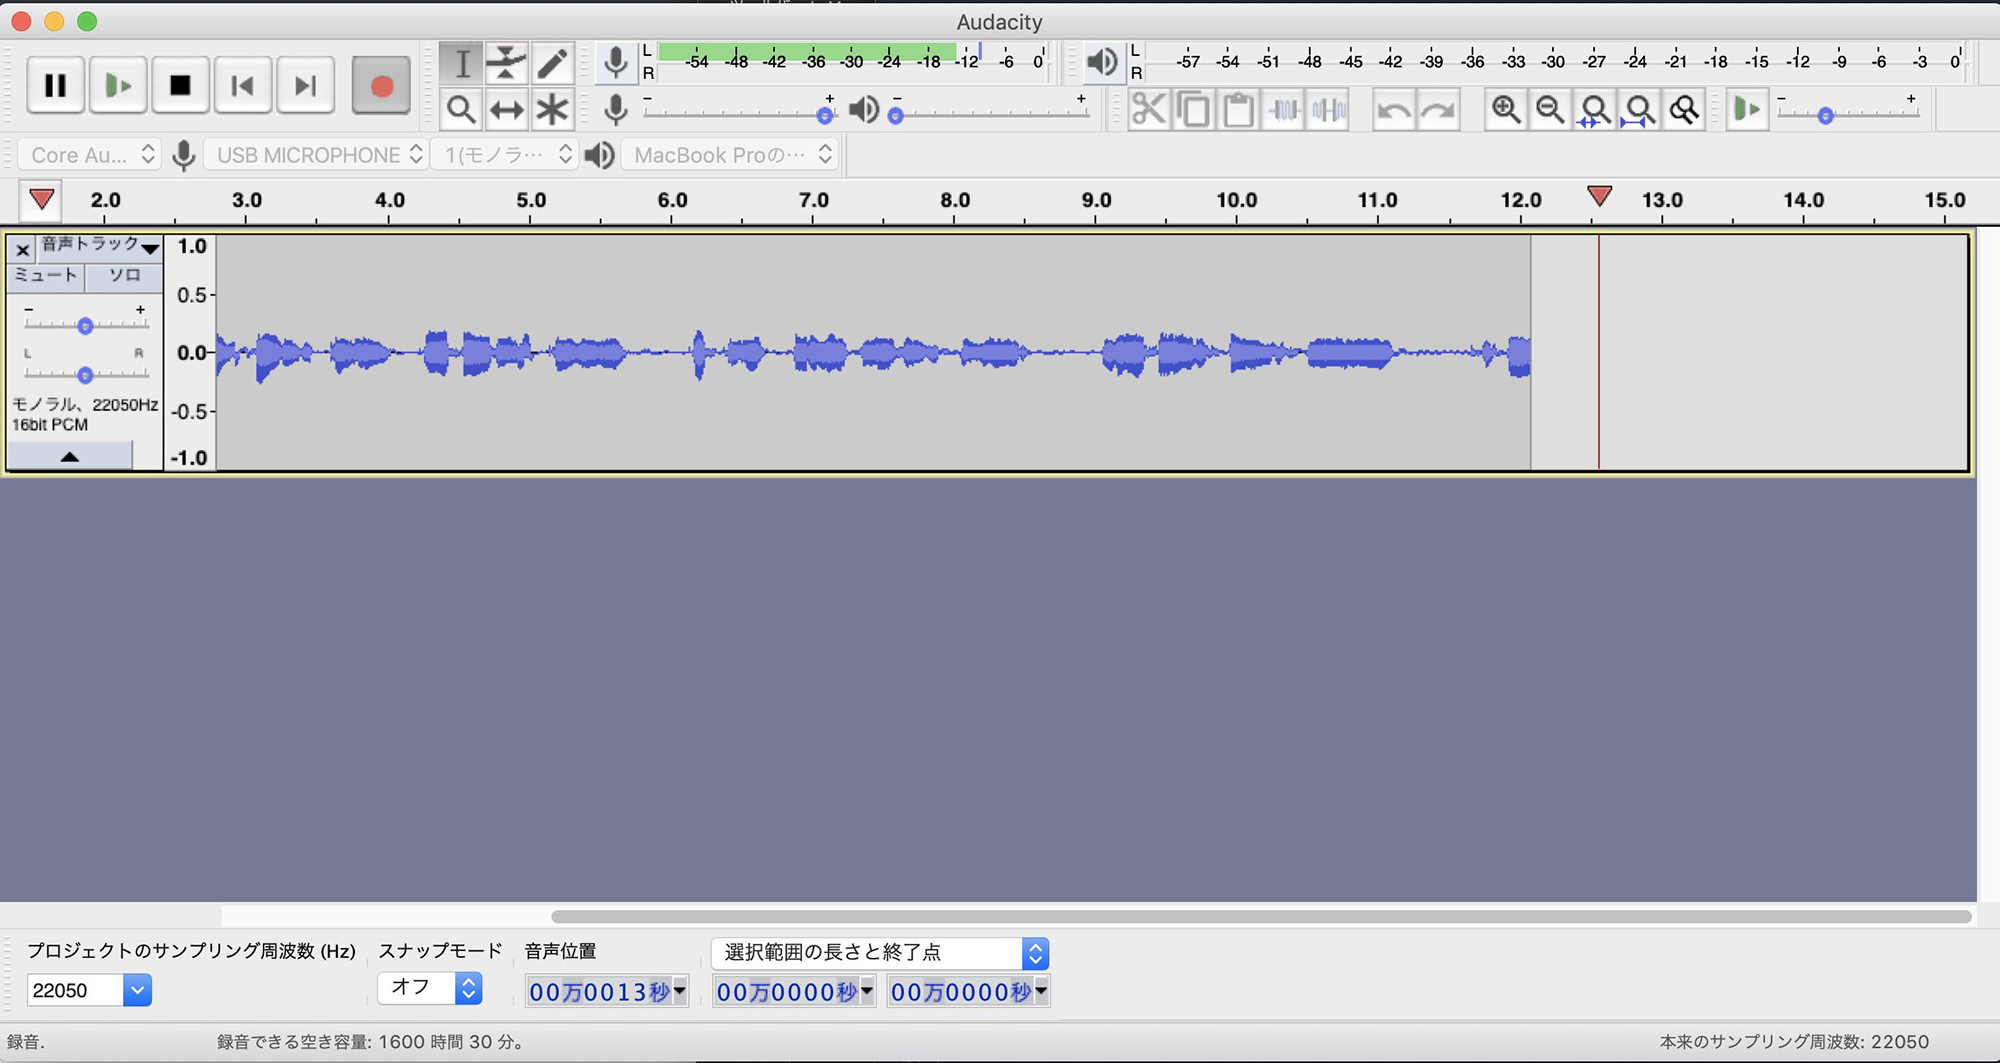 Audacity
L
R
-54 -48 -42 -36 -30 -24 -18 -12 -6 0
L
R
-57 -54 -51 -48 -45 -42 -39 -36 -33 -30 -27 -24 -21 -18 -15 -12 -9 -6 -3 0
- +
- +
- +
Core Au...
USB MICROPHONE
1(モノラ…
MacBook Proの…
2.0 3.0 4.0 5.0 6.0 7.0 8.0 9.0 10.0 11.0 12.0 13.0 14.0 15.0
音声トラック
ミュート ソロ
- +
L R
モノラル、22050Hz
16bit PCM
1.0
0.5-
0.0-
-0.5-
-1.0
プロジェクトのサンプリング周波数 (Hz)
22050
スナップモード
オフ
音声位置
00万0013秒
選択範囲の長さと終了点
00万0000秒 00万0000秒
録音.
録音できる空き容量: 1600 時間 30 分。
本来のサンプリング周波数: 22050